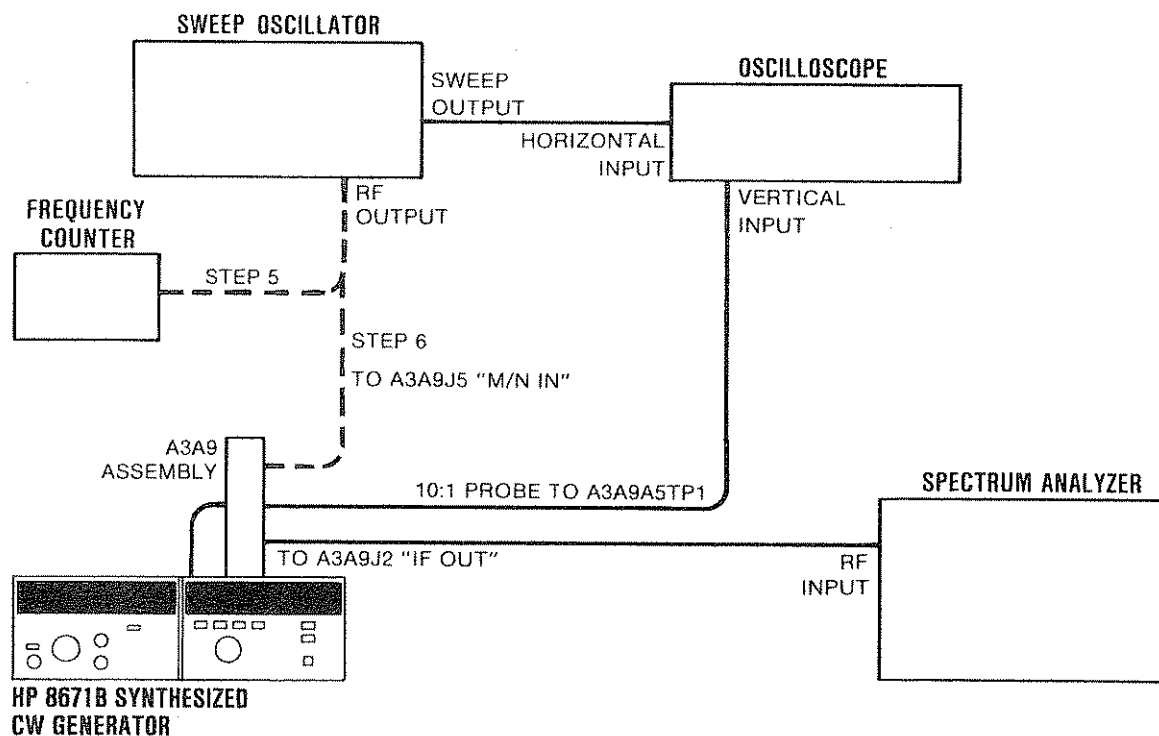 SWEEP OSCILLATOR
SWEEP
OUTPUT
OSCILLOSCOPE
HORIZONTAL
INPUT
RF
OUTPUT
VERTICAL
INPUT
FREQUENCY
COUNTER
STEP 5
STEP 6
TO A3A9J5 "M/N IN"
A3A9
ASSEMBLY
10:1 PROBE TO A3A9A5TP1
SPECTRUM ANALYZER
TO A3A9J2 "IF OUT"
RF
INPUT
HP 8671B SYNTHESIZED
CW GENERATOR